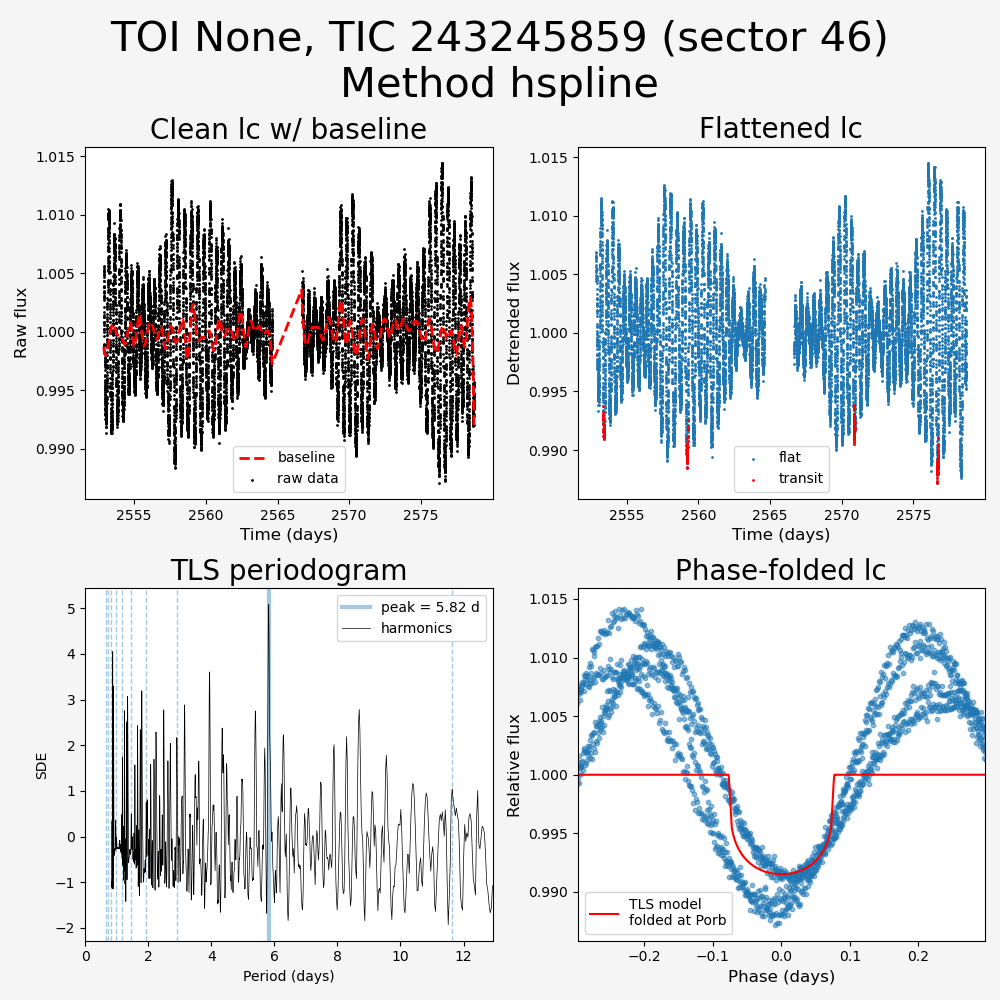 TOI None, TIC 243245859 (sector 46)
Method hspline
Clean lc w/ baseline
Raw flux
1.015
1.010
1.005
1.000
0.995
0.990
baseline
raw data
2555 2560 2565 2570 2575
Time (days)
Flattened lc
Detrended flux
1.015
1.010
1.005
1.000
0.995
0.990
flat
transit
2555 2560 2565 2570 2575
Time (days)
TLS periodogram
SDE
5
4
3
2
1
0
−1
−2
peak = 5.82 d
harmonics
0 2 4 6 8 10 12
Period (days)
Phase-folded lc
Relative flux
1.015
1.010
1.005
1.000
0.995
0.990
TLS model
folded at Porb
−0.2 −0.1 0.0 0.1 0.2
Phase (days)